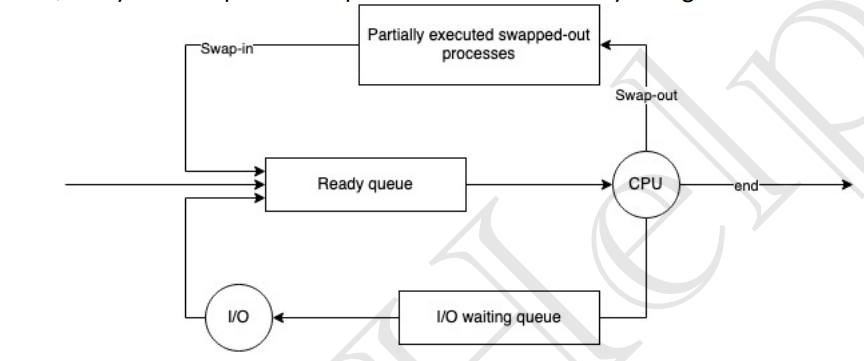 Partially executed swapped-out
processes
Swap-in
Swap-out
Ready queue
CPU
end
I/O
I/O waiting queue